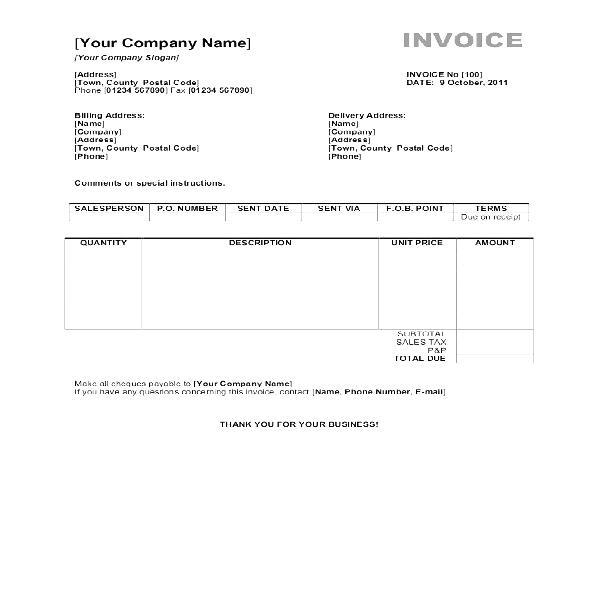 [Your Company Name]
INVOICE
[Your Company Slogan]
[Address]
[Town, County  Postal Code]
Phone [01234 567890] Fax [01234 567890]
INVOICE No [100]
DATE:  9 October, 2011
Billing Address:
[Name]
[Company]
[Address]
[Town, County  Postal Code]
[Phone]
Delivery Address:
[Name]
[Company]
[Address]
[Town, County  Postal Code]
[Phone]
Comments or special instructions.
SALESPERSON P.O. NUMBER SENT DATE SENT VIA F.O.B. POINT TERMS
Due on receipt
QUANTITY DESCRIPTION UNIT PRICE AMOUNT
SUBTOTAL
SALES TAX
P&P
TOTAL DUE
Make all cheques payable to [Your Company Name]
If you have any questions concerning this invoice, contact [Name, Phone Number, E-mail]
THANK YOU FOR YOUR BUSINESS!